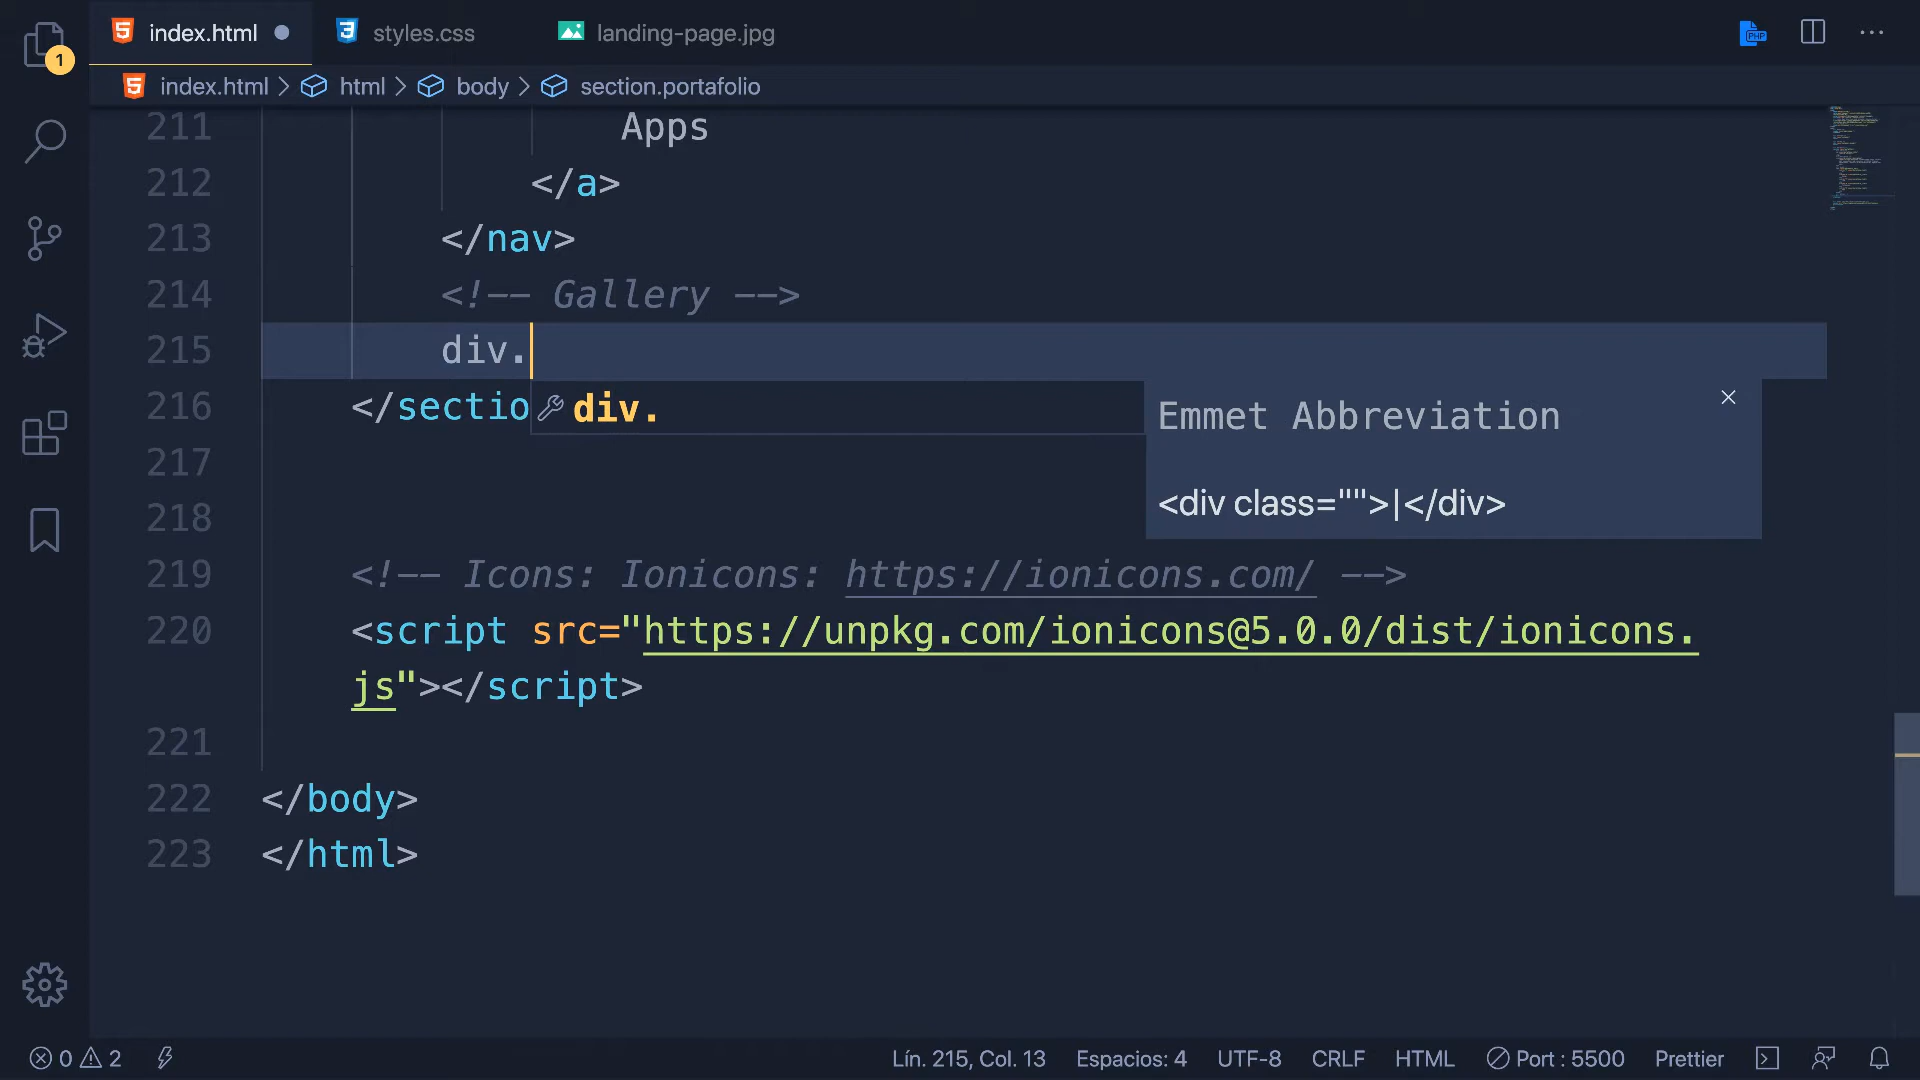 index.html
styles.css
landing-page.jpg
PHP
1
index.html > html > body > section.portafolio
211 Apps
212 </a>
213 </nav>
214 <!-- Gallery -->
215 div.
216 </sectio
div.
Emmet Abbreviation
<div class="">|</div>
217
218
219 <!-- Icons: Ionicons: https://ionicons.com/ -->
220 <script src="https://unpkg.com/ionicons@5.0.0/dist/ionicons.
js"></script>
221
222 </body>
223 </html>
0 2 Lín. 215, Col. 13 Espacios: 4 UTF-8 CRLF HTML Port : 5500 Prettier